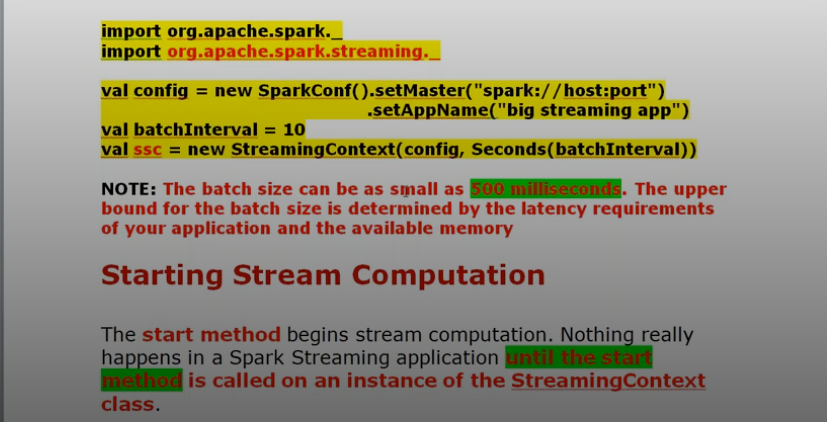 import org.apache.spark._
import org.apache.spark.streaming._
val config = new SparkConf().setMaster("spark://host:port")
.setAppName("big streaming app")
val batchInterval = 10
val ssc = new StreamingContext(config, Seconds(batchInterval))
NOTE: The batch size can be as small as 500 milliseconds. The upper
bound for the batch size is determined by the latency requirements
of your application and the available memory
Starting Stream Computation
The start method begins stream computation. Nothing really
happens in a Spark Streaming application until the start
method is called on an instance of the StreamingContext
class.